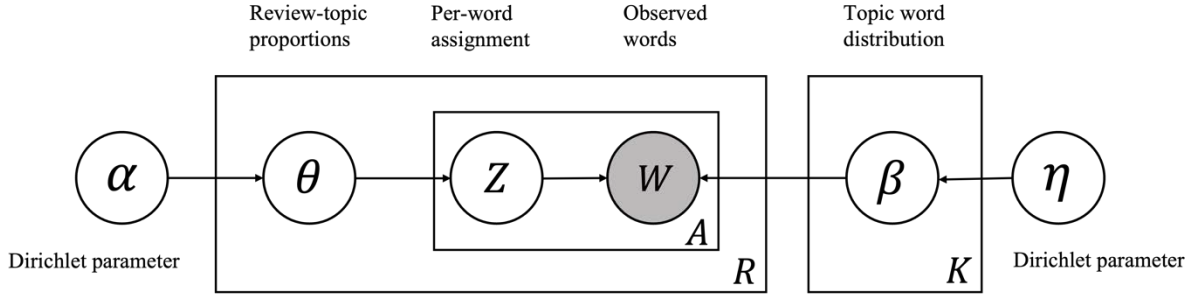 Review-topic
proportions
Per-word
assignment
Observed
words
Topic word
distribution
α
θ
Z
W
β
η
A
R
K
Dirichlet parameter
Dirichlet parameter